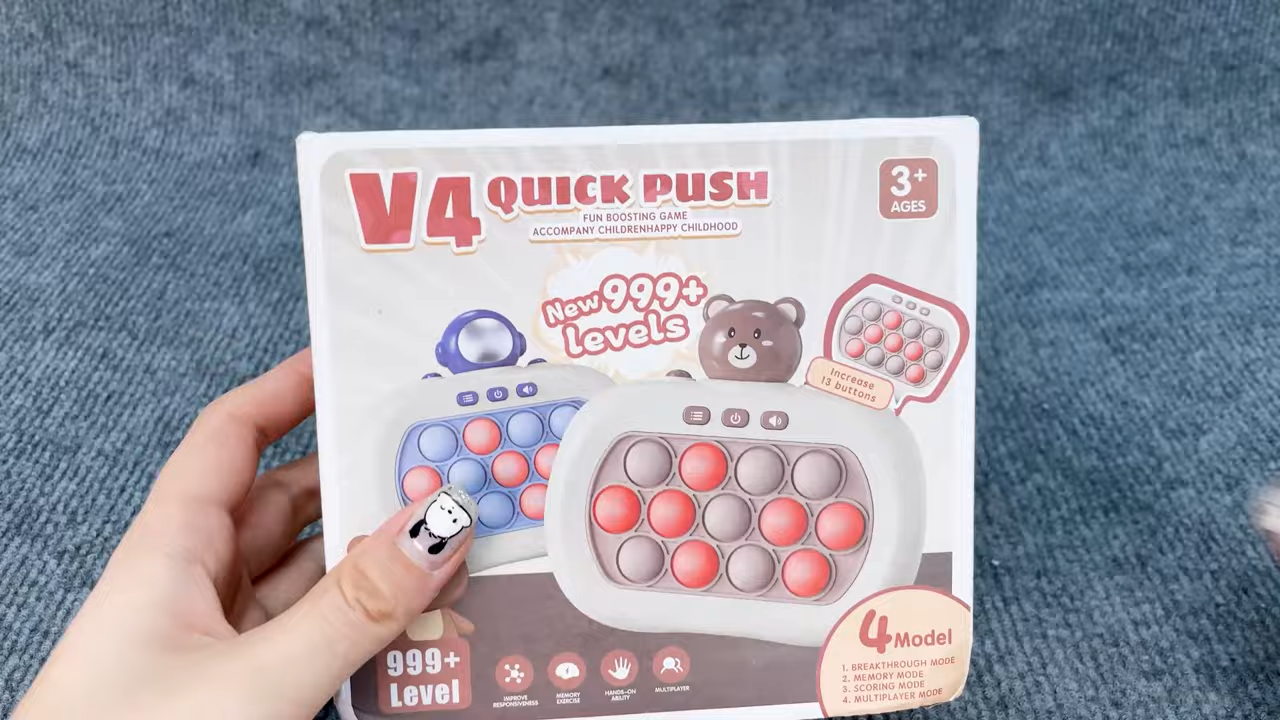 V4 QUICK PUSH
FUN BOOSTING GAME
ACCOMPANY CHILDRENHAPPY CHILDHOOD
3+
AGES
New 999+
levels
Increase
13 buttons
999+
Level
IMPROVE
RESPONSIVENESS
MEMORY
EXERCISE
HANDS-ON
ABILITY
MULTIPLAYER
4 Model
1. BREAKTHROUGH MODE
2. MEMORY MODE
3. SCORING MODE
4. MULTIPLAYER MODE